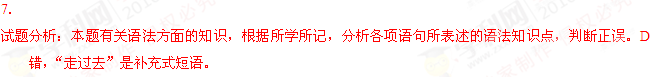 7.
试题分析：本题有关语法方面的知识，根据所学所记，分析各项语句所表述的语法知识点，判断正误。D
错，“走过去”是补充式短语。